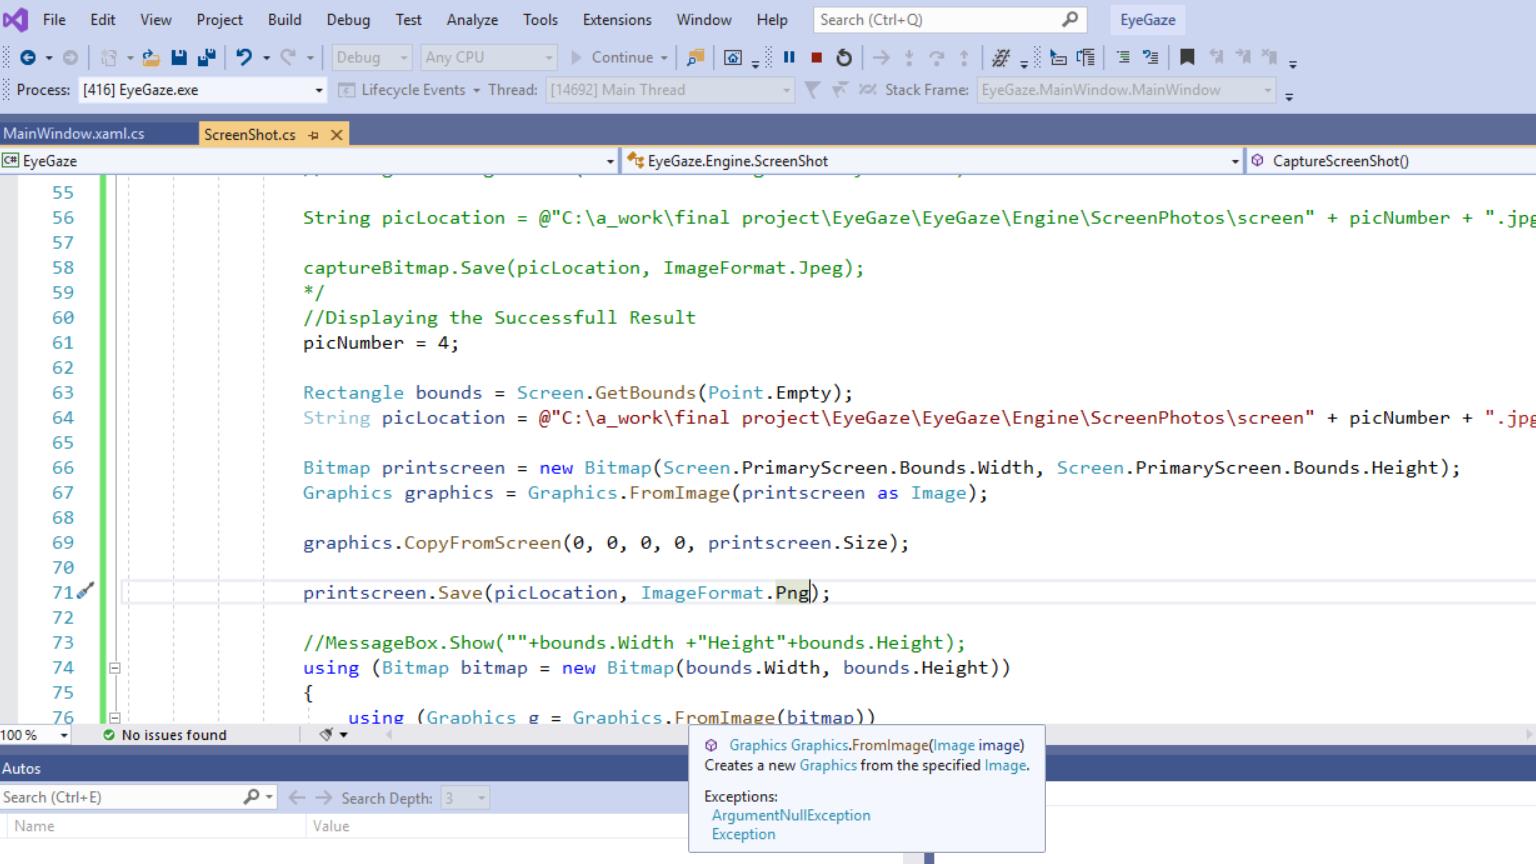 File Edit View Project Build Debug Test Analyze Tools Extensions Window Help Search (Ctrl+Q) EyeGaze
Debug Any CPU Continue
Process: [416] EyeGaze.exe Lifecycle Events Thread: [14692] Main Thread Stack Frame: EyeGaze.MainWindow.MainWindow
MainWindow.xaml.cs ScreenShot.cs
C# EyeGaze EyeGaze.Engine.ScreenShot CaptureScreenShot()
55
56 String picLocation = @"C:\a_work\final project\EyeGaze\EyeGaze\Engine\ScreenPhotos\screen" + picNumber + ".jpg
57
58 captureBitmap.Save(picLocation, ImageFormat.Jpeg);
59 */
60 //Displaying the Successfull Result
61 picNumber = 4;
62
63 Rectangle bounds = Screen.GetBounds(Point.Empty);
64 String picLocation = @"C:\a_work\final project\EyeGaze\EyeGaze\Engine\ScreenPhotos\screen" + picNumber + ".jpg
65
66 Bitmap printscreen = new Bitmap(Screen.PrimaryScreen.Bounds.Width, Screen.PrimaryScreen.Bounds.Height);
67 Graphics graphics = Graphics.FromImage(printscreen as Image);
68
69 graphics.CopyFromScreen(0, 0, 0, 0, printscreen.Size);
70
71 printscreen.Save(picLocation, ImageFormat.Png);
72
73 //MessageBox.Show(""+bounds.Width +"Height"+bounds.Height);
74 using (Bitmap bitmap = new Bitmap(bounds.Width, bounds.Height))
75 {
76 using (Graphics g = Graphics.FromImage(bitmap))
100 % No issues found
Graphics Graphics.FromImage(Image image)
Creates a new Graphics from the specified Image.
Exceptions:
ArgumentNullException
Exception
Autos
Search (Ctrl+E) Search Depth: 3
Name Value